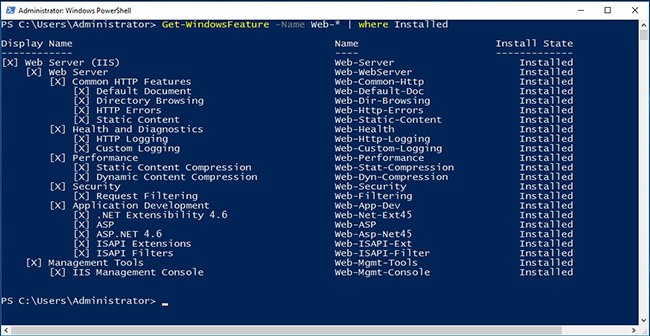 Administrator: Windows PowerShell
PS C:\Users\Administrator> Get-WindowsFeature -Name Web-* | where Installed
Display Name Name Install State
------------ ---- -------------
[X] Web Server (IIS) Web-Server Installed
[X] Web Server Web-WebServer Installed
[X] Common HTTP Features Web-Common-Http Installed
[X] Default Document Web-Default-Doc Installed
[X] Directory Browsing Web-Dir-Browsing Installed
[X] HTTP Errors Web-Http-Errors Installed
[X] Static Content Web-Static-Content Installed
[X] Health and Diagnostics Web-Health Installed
[X] HTTP Logging Web-Http-Logging Installed
[X] Custom Logging Web-Custom-Logging Installed
[X] Performance Web-Performance Installed
[X] Static Content Compression Web-Stat-Compression Installed
[X] Dynamic Content Compression Web-Dyn-Compression Installed
[X] Security Web-Security Installed
[X] Request Filtering Web-Filtering Installed
[X] Application Development Web-App-Dev Installed
[X] .NET Extensibility 4.6 Web-Net-Ext45 Installed
[X] ASP Web-ASP Installed
[X] ASP.NET 4.6 Web-Asp-Net45 Installed
[X] ISAPI Extensions Web-ISAPI-Ext Installed
[X] ISAPI Filters Web-ISAPI-Filter Installed
[X] Management Tools Web-Mgmt-Tools Installed
[X] IIS Management Console Web-Mgmt-Console Installed
PS C:\Users\Administrator> _